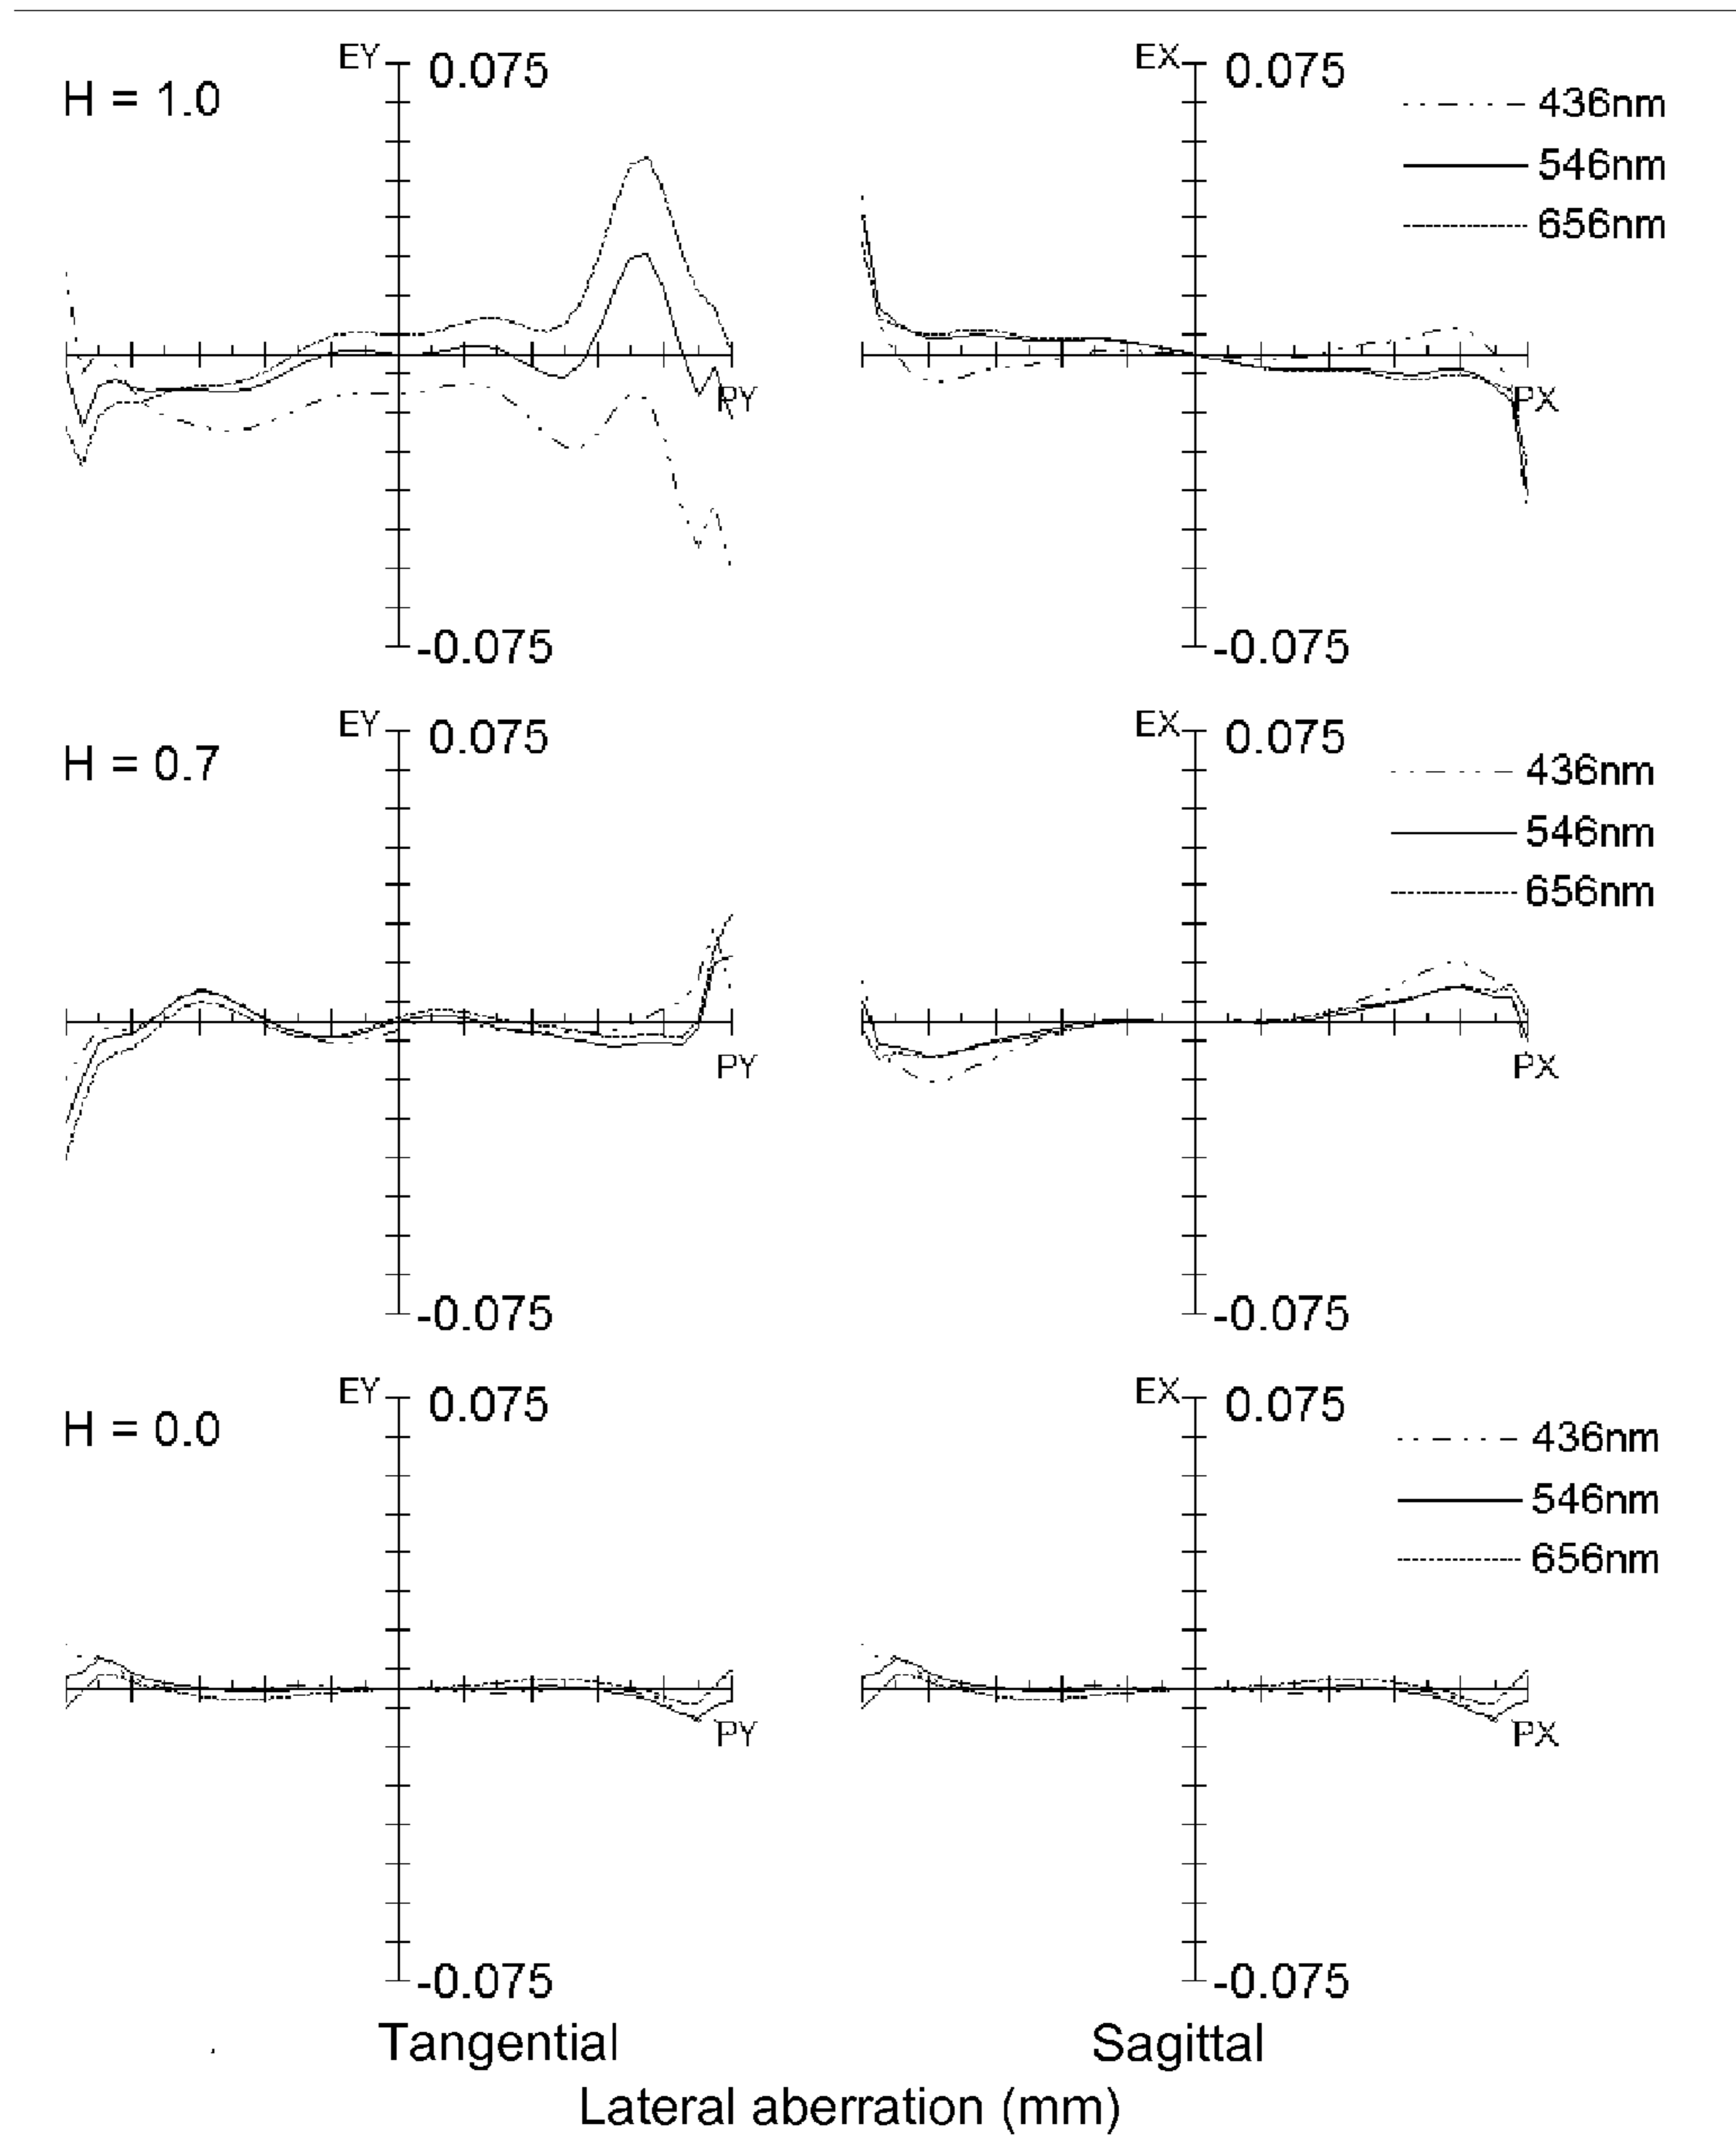 EY 0.075 EX 0.075
H = 1.0
436nm
546nm
656nm
PY PX
-0.075 -0.075
EY 0.075 EX 0.075
H = 0.7
436nm
546nm
656nm
PY PX
-0.075 -0.075
EY 0.075 EX 0.075
H = 0.0
436nm
546nm
656nm
PY PX
-0.075 -0.075
Tangential Sagittal
Lateral aberration (mm)